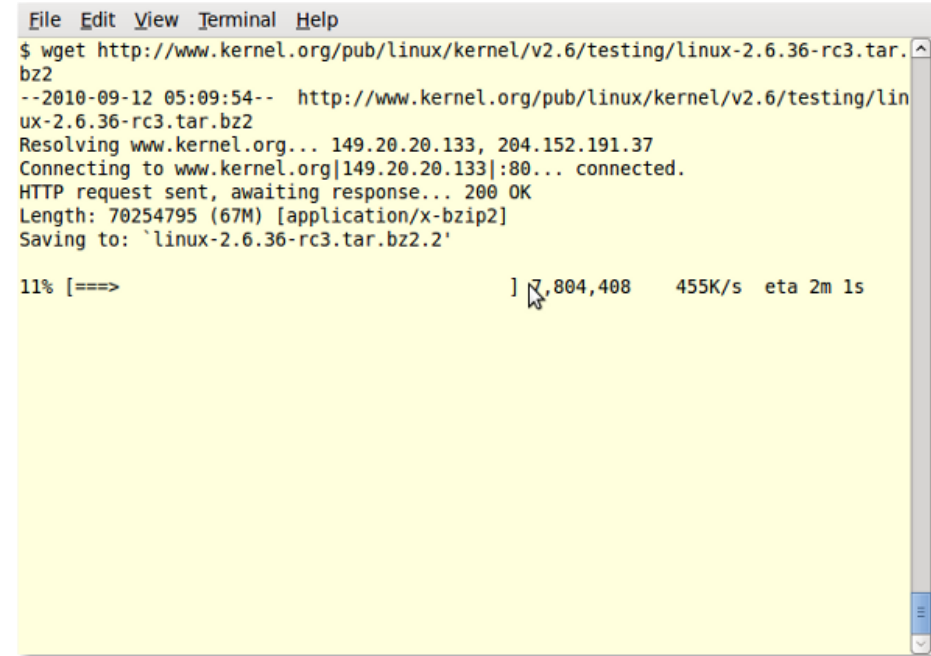 File Edit View Terminal Help
$ wget http://www.kernel.org/pub/linux/kernel/v2.6/testing/linux-2.6.36-rc3.tar.
bz2
--2010-09-12 05:09:54--  http://www.kernel.org/pub/linux/kernel/v2.6/testing/lin
ux-2.6.36-rc3.tar.bz2
Resolving www.kernel.org... 149.20.20.133, 204.152.191.37
Connecting to www.kernel.org|149.20.20.133|:80... connected.
HTTP request sent, awaiting response... 200 OK
Length: 70254795 (67M) [application/x-bzip2]
Saving to: `linux-2.6.36-rc3.tar.bz2.2'
11% [===>                                   ] 7,804,408    455K/s  eta 2m 1s